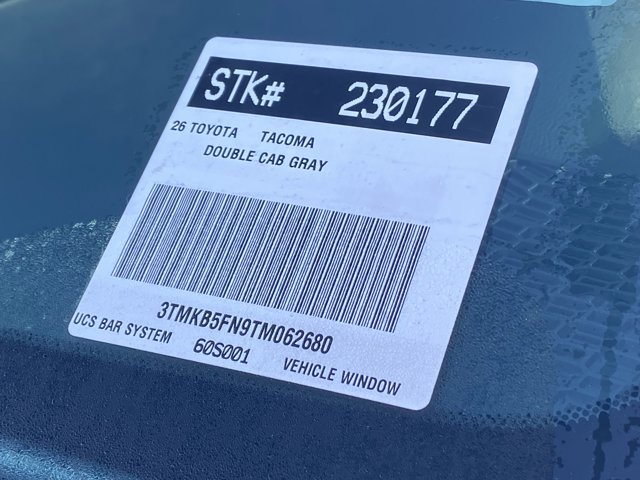 STK# 230177
26 TOYOTA TACOMA
DOUBLE CAB GRAY
3TMKB5FN9TM062680
UCS BAR SYSTEM 60S001 VEHICLE WINDOW